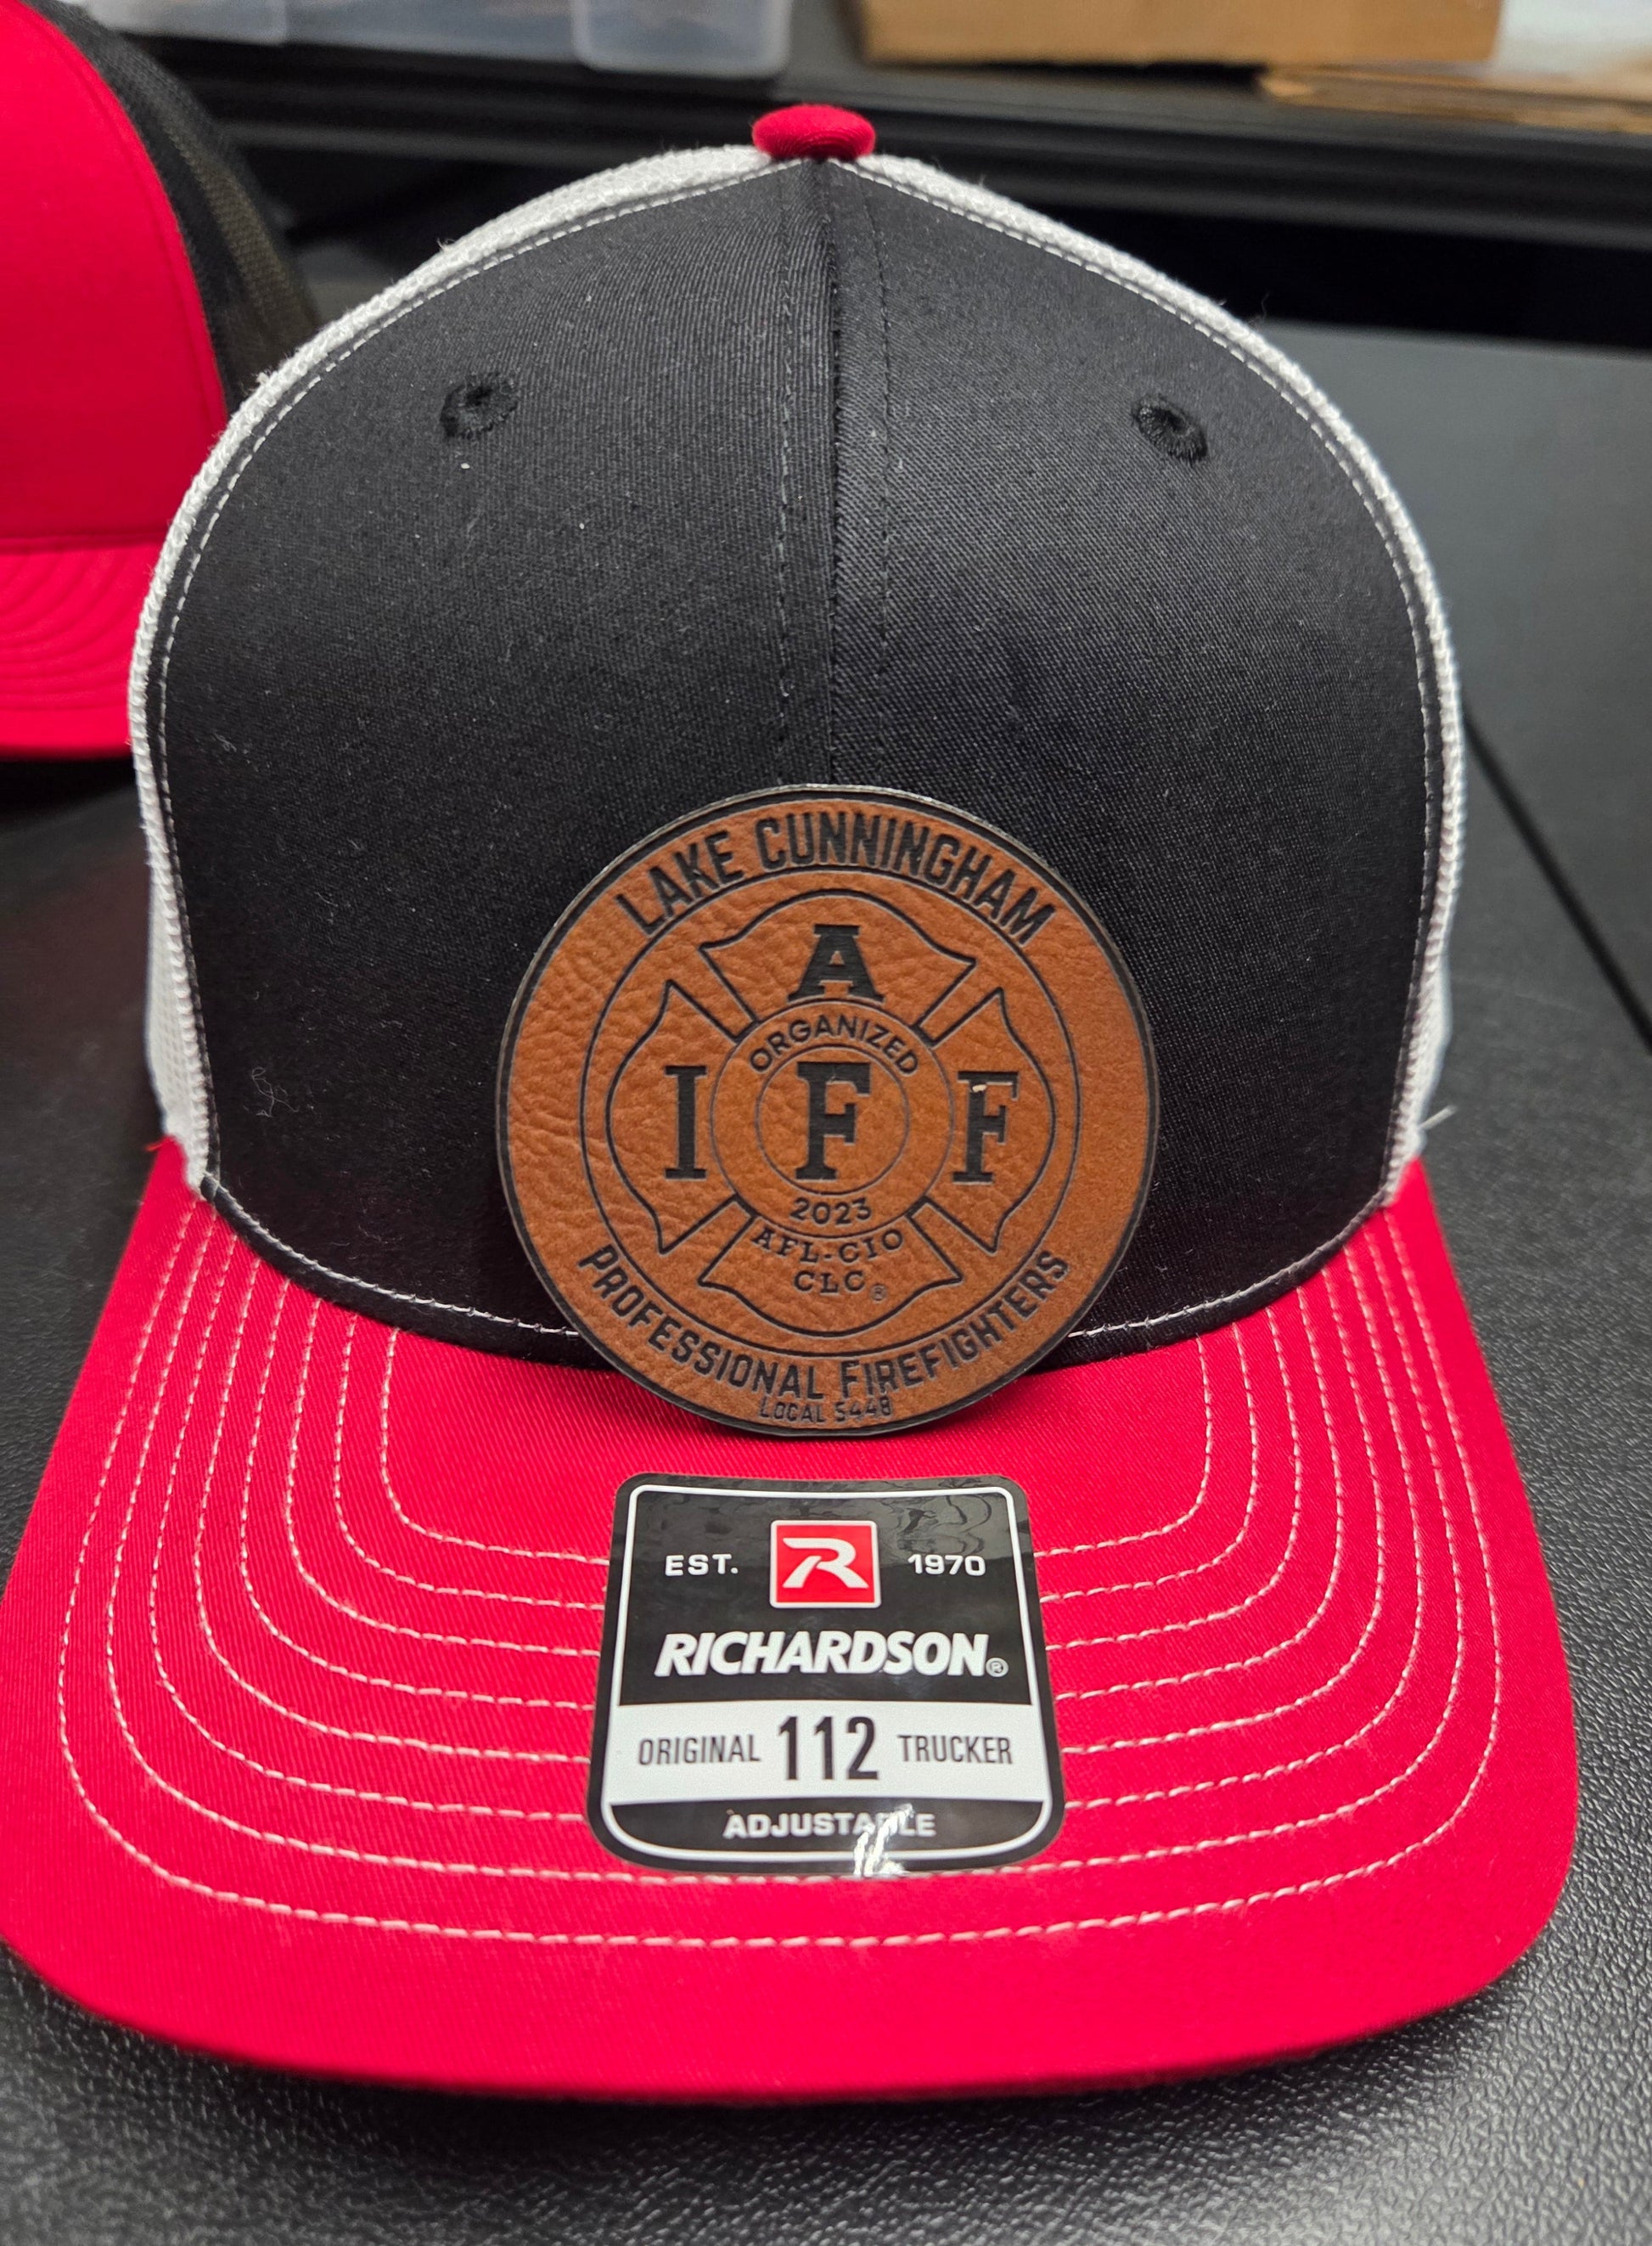 LAKE CUNNINGHAM
A
ORGANIZED
I F F
2023
AFL-CIO
CLC®
PROFESSIONAL FIREFIGHTERS
LOCAL 5448
EST. R 1970
RICHARDSON®
ORIGINAL 112 TRUCKER
ADJUSTABLE